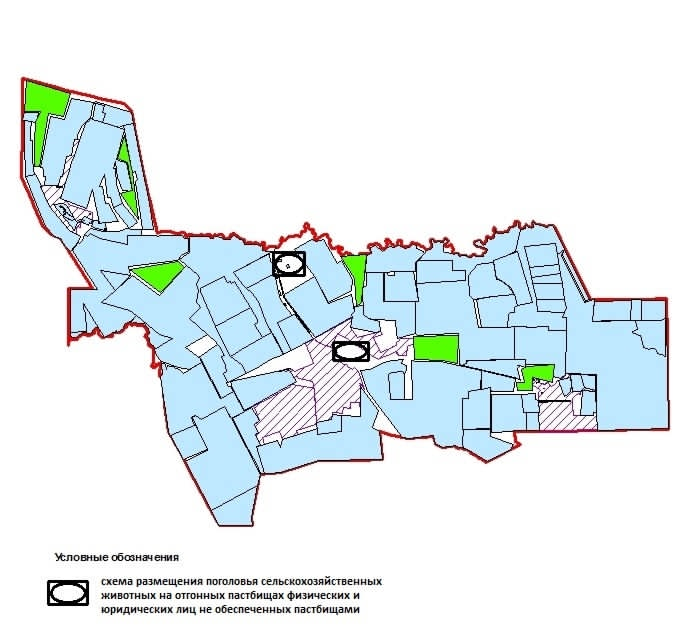 Условные обозначения
схема размещения поголовья сельскохозяйственных
животных на отгонных пастбищах физических и
юридических лиц не обеспеченных пастбищами